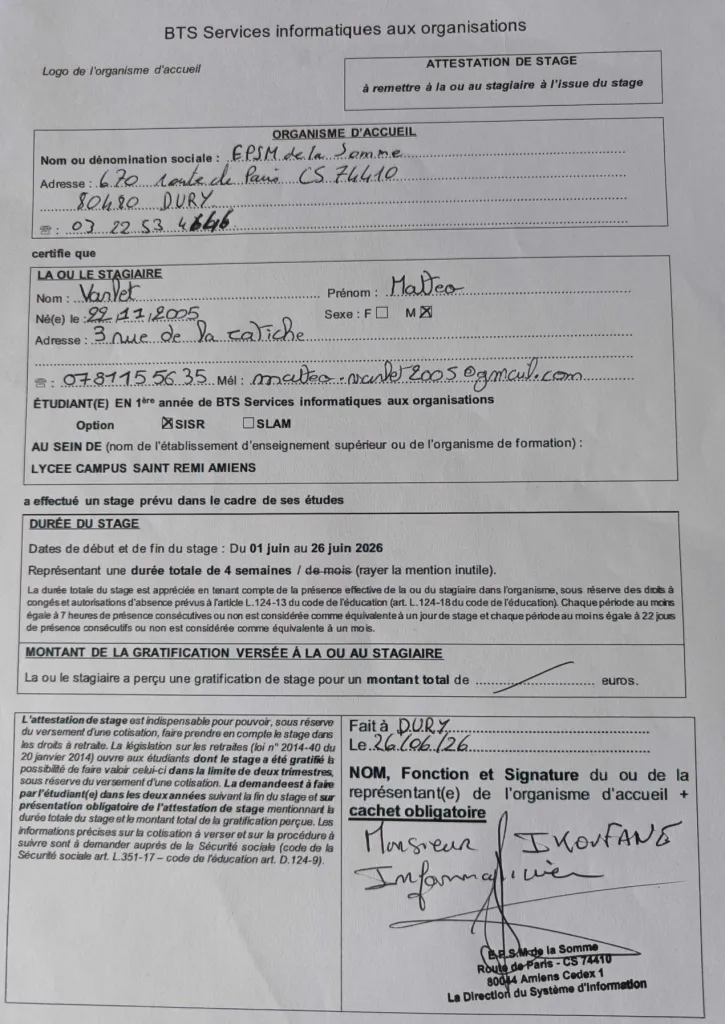 BTS Services informatiques aux organisations
Logo de l'organisme d'accueil
ATTESTATION DE STAGE
à remettre à la ou au stagiaire à l'issue du stage
ORGANISME D'ACCUEIL
Nom ou dénomination sociale : EPSM de la Somme
Adresse : 670 route de Paris CS 74410
80480 DURY
☎ : 03 22 53 4646
certifie que
LA OU LE STAGIAIRE
Nom : Varlet Prénom : Matteo
Né(e) le : 22/11/2005 Sexe : F ☐ M ☒
Adresse : 3 rue de la catiche
☎ : 0781155635 Mél : matteo.varlet2005@gmail.com
ÉTUDIANT(E) EN 1ère année de BTS Services informatiques aux organisations
Option ☒SISR ☐SLAM
AU SEIN DE (nom de l'établissement d'enseignement supérieur ou de l'organisme de formation) :
LYCEE CAMPUS SAINT REMI AMIENS
a effectué un stage prévu dans le cadre de ses études
DURÉE DU STAGE
Dates de début et de fin du stage : Du 01 juin au 26 juin 2026
Représentant une durée totale de 4 semaines / de mois (rayer la mention inutile).
La durée totale du stage est appréciée en tenant compte de la présence effective de la ou du stagiaire dans l'organisme, sous réserve des droits à
congés et autorisations d'absence prévus à l'article L.124-13 du code de l'éducation (art. L.124-18 du code de l'éducation). Chaque période au moins
égale à 7 heures de présence consécutives ou non est considérée comme équivalente à un jour de stage et chaque période au moins égale à 22 jours
de présence consécutifs ou non est considérée comme équivalente à un mois.
MONTANT DE LA GRATIFICATION VERSÉE À LA OU AU STAGIAIRE
La ou le stagiaire a perçu une gratification de stage pour un montant total de / euros.
L'attestation de stage est indispensable pour pouvoir, sous réserve
du versement d'une cotisation, faire prendre en compte le stage dans
les droits à retraite. La législation sur les retraites (loi n° 2014-40 du
20 janvier 2014) ouvre aux étudiants dont le stage a été gratifié la
possibilité de faire valoir celui-ci dans la limite de deux trimestres,
sous réserve du versement d'une cotisation. La demande est à faire
par l'étudiant(e) dans les deux années suivant la fin du stage et sur
présentation obligatoire de l'attestation de stage mentionnant la
durée totale du stage et le montant total de la gratification perçue. Les
informations précises sur la cotisation à verser et sur la procédure à
suivre sont à demander auprès de la Sécurité sociale (code de la
Sécurité sociale art. L.351-17 – code de l'éducation art. D.124-9).
Fait à DURY
Le 26/06/26
NOM, Fonction et Signature du ou de la
représentant(e) de l'organisme d'accueil +
cachet obligatoire
Monsieur IKOUFANE
Informaticien
E.P.S.M de la Somme
Route de Paris - CS 74410
80044 Amiens Cedex 1
La Direction du Système d'Information